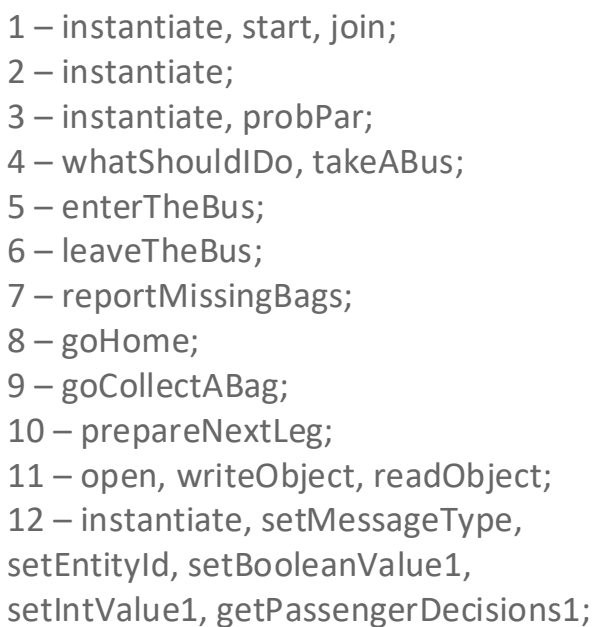 1 – instantiate, start, join;
2 – instantiate;
3 – instantiate, probPar;
4 – whatShouldIDo, takeABus;
5 – enterTheBus;
6 – leaveTheBus;
7 – reportMissingBags;
8 – goHome;
9 – goCollectABag;
10 – prepareNextLeg;
11 – open, writeObject, readObject;
12 – instantiate, setMessageType,
setEntityId, setBooleanValue1,
setIntValue1, getPassengerDecisions1;